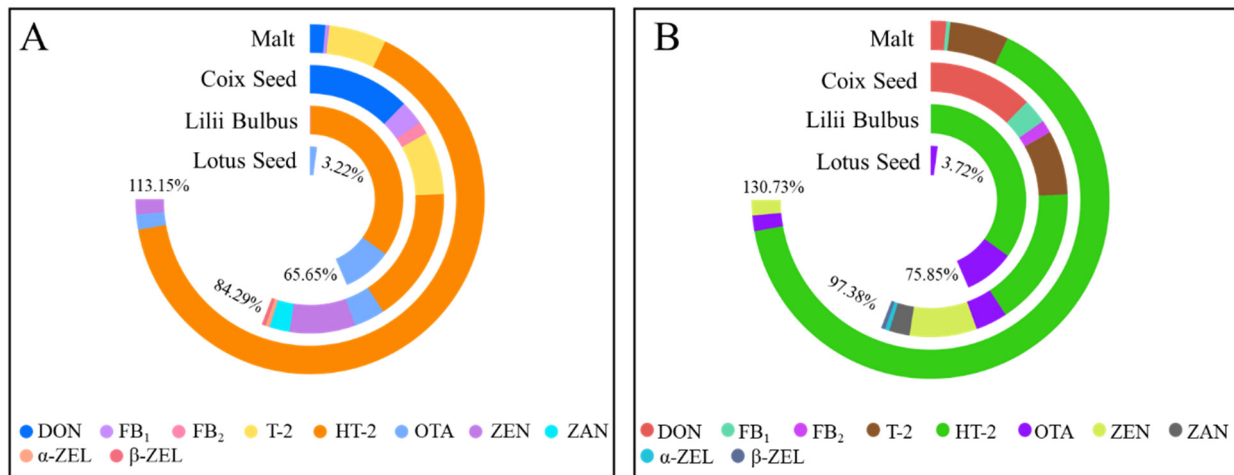 A
Malt
Coix Seed
Lilii Bulbus
Lotus Seed
3.22%
113.15%
65.65%
84.29%
DON FB₁ FB₂ T-2 HT-2 OTA ZEN ZAN
α-ZEL β-ZEL
B
Malt
Coix Seed
Lilii Bulbus
Lotus Seed
3.72%
130.73%
75.85%
97.38%
DON FB₁ FB₂ T-2 HT-2 OTA ZEN ZAN
α-ZEL β-ZEL